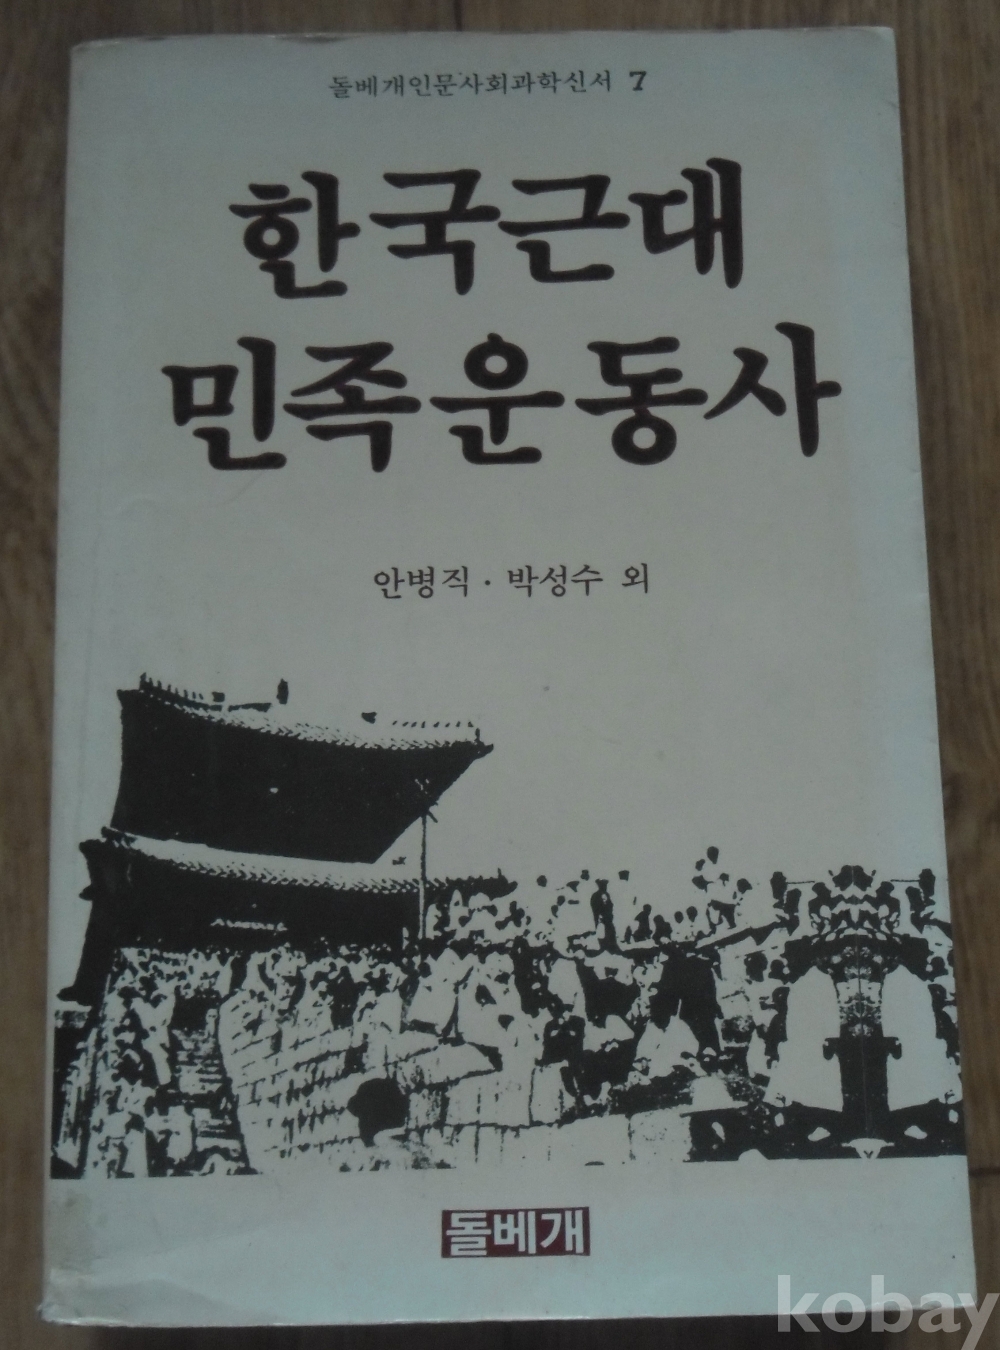 돌베개인문사회과학신서 7
한국근대
민족운동사
안병직 · 박성수 외
돌베개
kobay